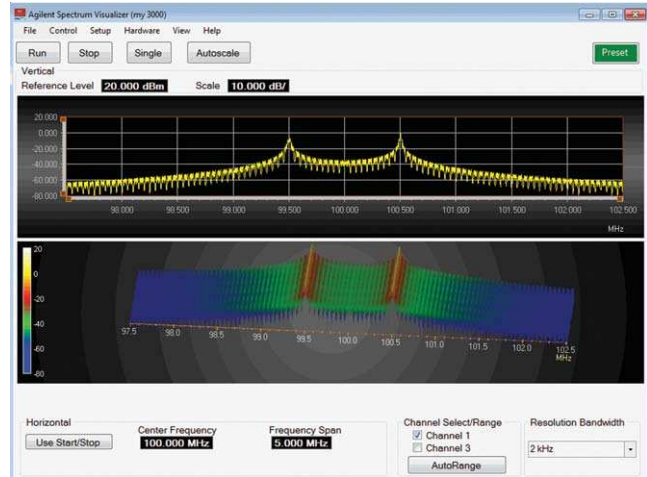 Agilent Spectrum Visualizer (my 3000)
File Control Setup Hardware View Help
Run Stop Single Autoscale Preset
Vertical
Reference Level 20.000 dBm Scale 10.000 dB/
20.000
0.000
-20.000
-40.000
-60.000
-80.000
98.000 98.500 99.000 99.500 100.000 100.500 101.000 101.500 102.000 102.500
MHz
20
0
-20
-40
-60
-80
97.5 98.0 98.5 99.0 99.5 100.0 100.5 101.0 101.5 102.0 102.5
MHz
Horizontal
Use Start/Stop
Center Frequency
100.000 MHz
Frequency Span
5.000 MHz
Channel Select/Range
Channel 1
Channel 3
AutoRange
Resolution Bandwidth
2 kHz